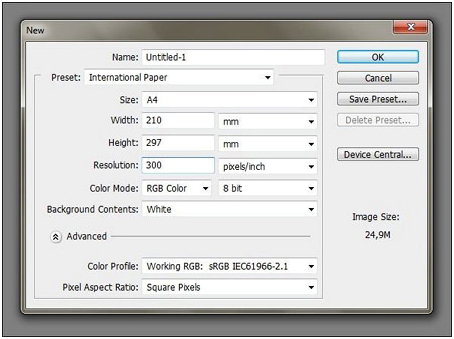 New
Name: Untitled-1
OK
Preset: International Paper
Cancel
Size: A4
Save Preset...
Width: 210 mm
Delete Preset...
Height: 297 mm
Resolution: 300 pixels/inch
Device Central...
Color Mode: RGB Color 8 bit
Background Contents: White
Image Size:
24,9M
Advanced
Color Profile: Working RGB: sRGB IEC61966-2.1
Pixel Aspect Ratio: Square Pixels